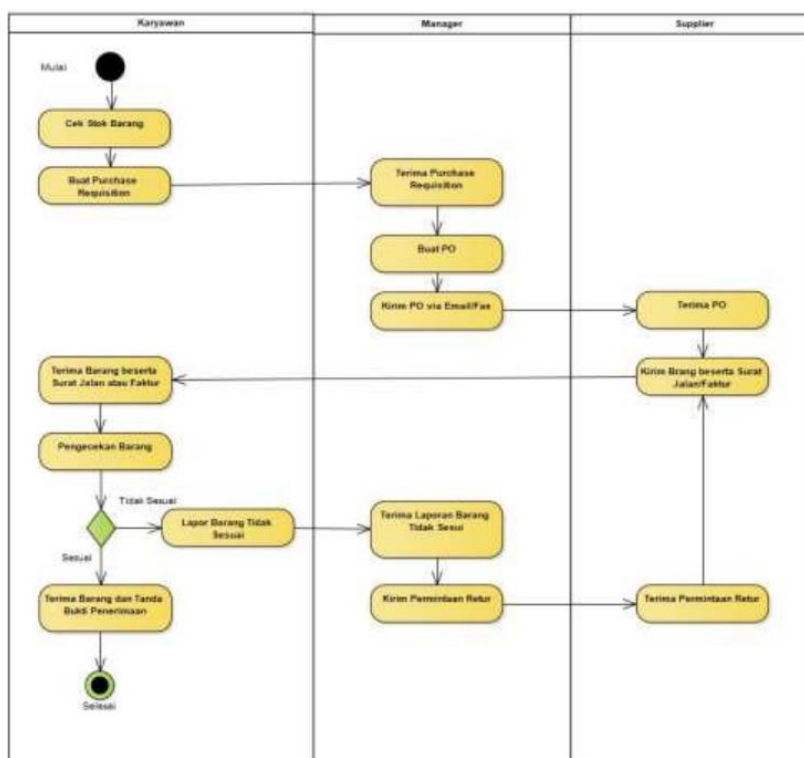 Karyawan
Manager
Supplier
Mulai
Cek Stok Barang
Buat Purchase
Requisition
Terima Purchase
Requisition
Buat PO
Kirim PO via Email/Fax
Terima PO
Kirim Brang beserta Surat
Jalan/Faktur
Terima Barang beserta
Surat Jalan atau Faktur
Pengecekan Barang
Tidak Sesuai
Lapor Barang Tidak
Sesuai
Terima Laporan Barang
Tidak Sesui
Kirim Permintaan Retur
Terima Permintaan Retur
Sesuai
Terima Barang dan Tanda
Bukti Penerimaan
Selesai